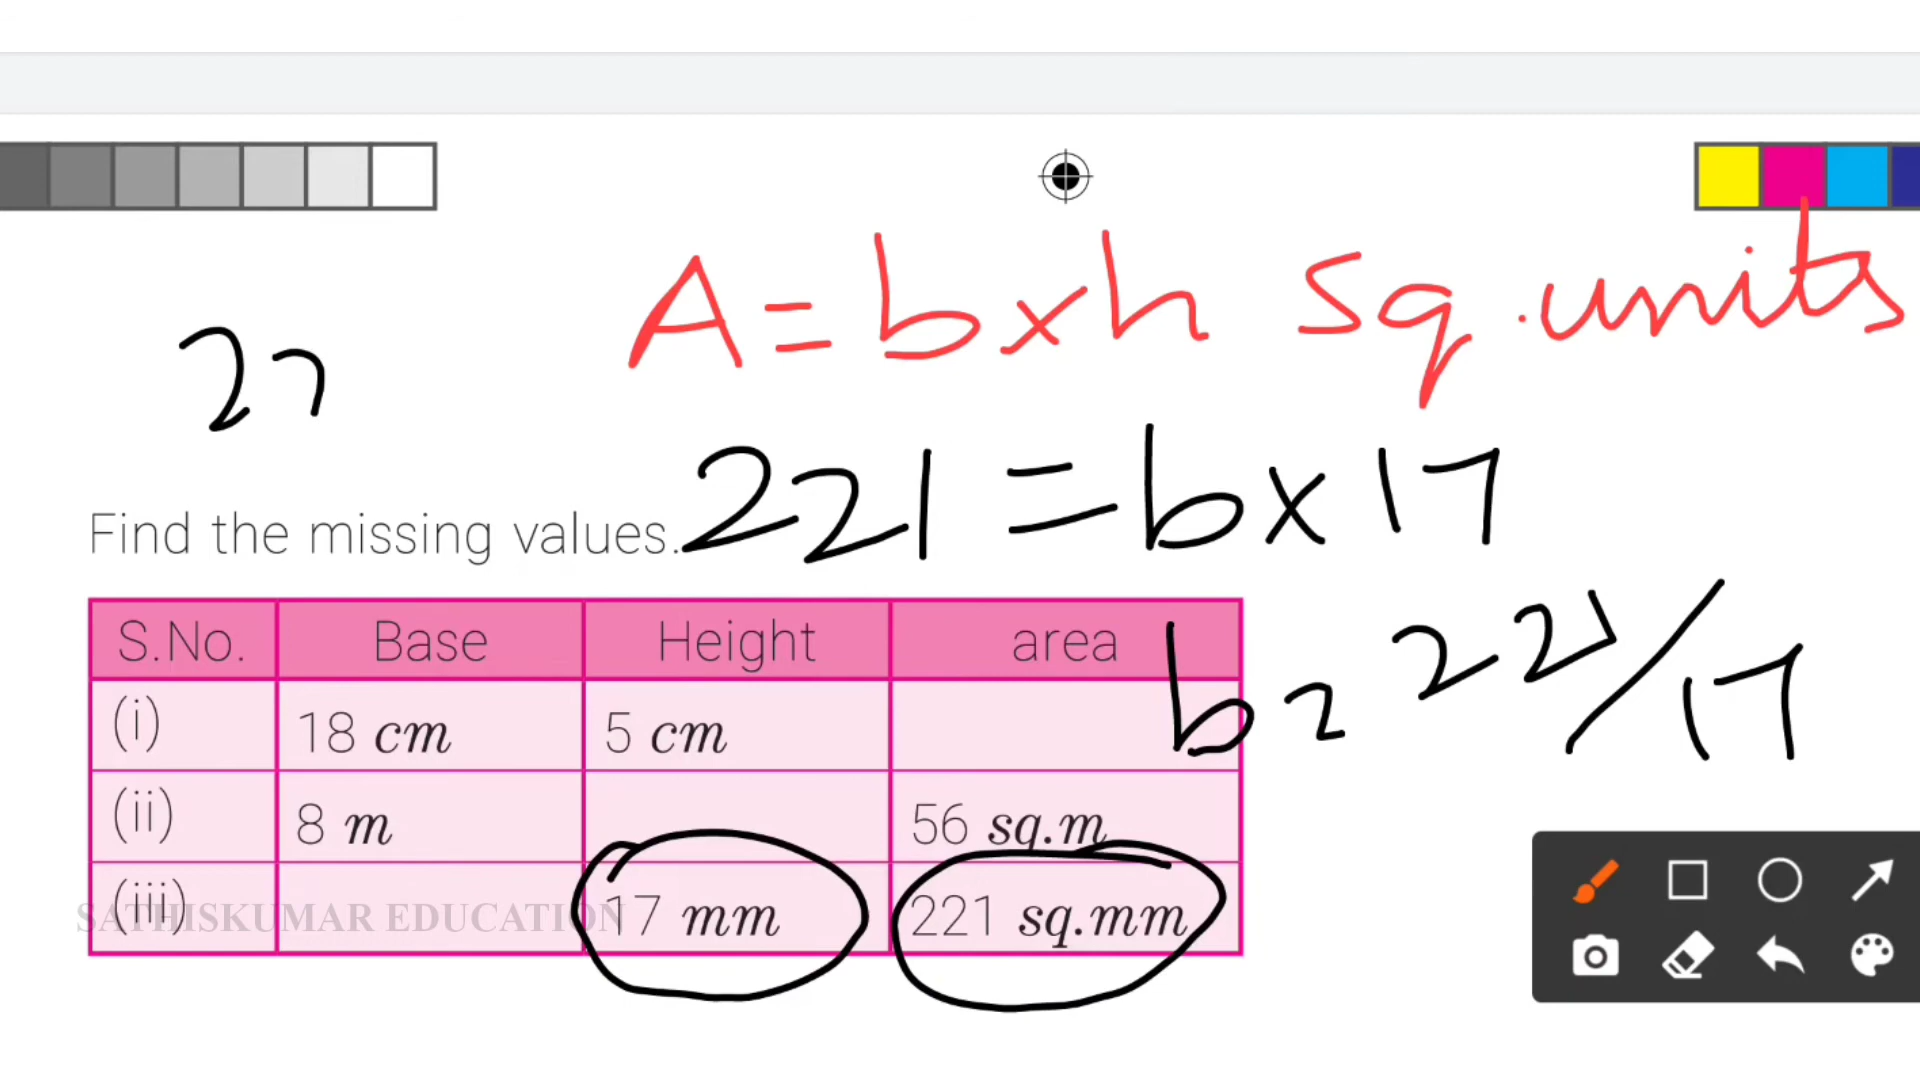 A = b x h sq.units
22
221 = b x 17
Find the missing values.
b = 221/17
S.No. Base Height area
(i) 18 cm 5 cm
(ii) 8 m 56 sq.m
(iii) 17 mm 221 sq.mm
SATHISKUMAR EDUCATION